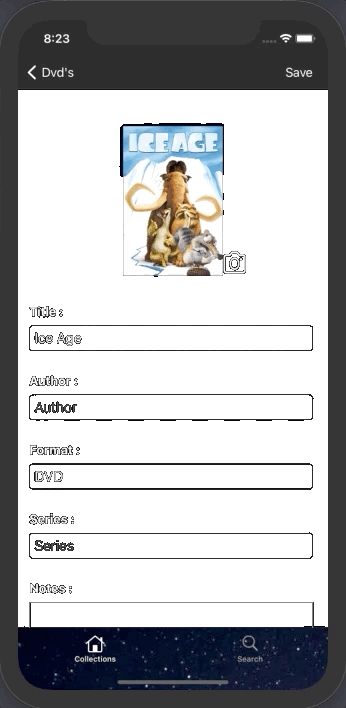 8:23
Dvd's
Save
ICE AGE
Title :
Ice Age
Author :
Author
Format :
DVD
Series :
Series
Notes :
Collections
Search